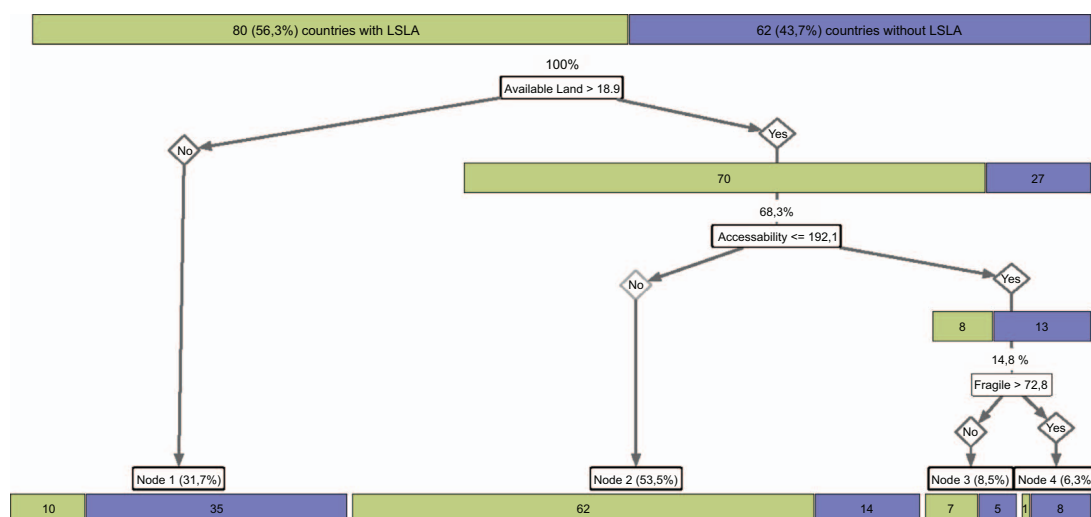 80 (56,3%) countries with LSLA
62 (43,7%) countries without LSLA
100%
Available Land > 18.9
No
Yes
70
27
68,3%
Accessability <= 192,1
No
Yes
8
13
14,8 %
Fragile > 72,8
No
Yes
Node 1 (31,7%)
Node 2 (53,5%)
Node 3 (8,5%)
Node 4 (6,3%
10
35
62
14
7
5
1
8